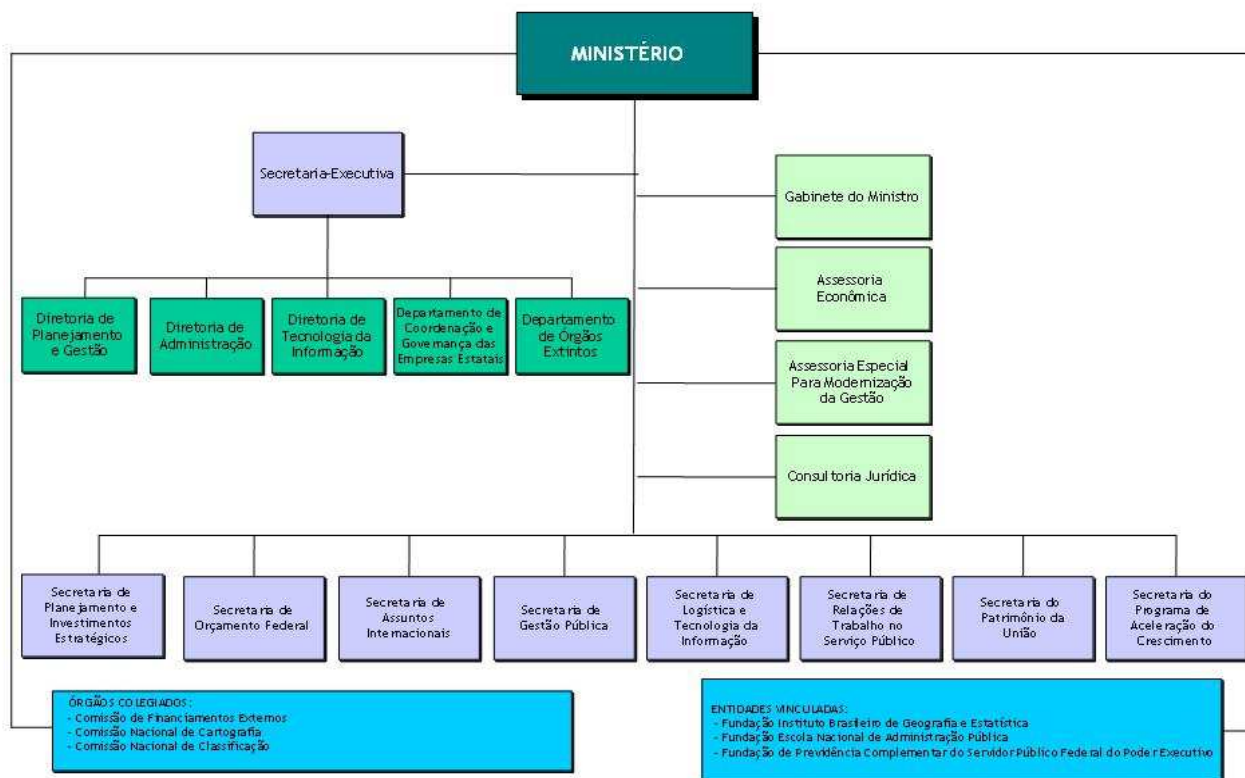 MINISTÉRIO
Secretaria-Executiva
Gabinete do Ministro
Assessoria
Econômica
Assessoria Especial
Para Modernização
da Gestão
Consultoria Jurídica
Diretoria de
Planejamento
e Gestão
Diretoria de
Administração
Diretoria de
Tecnologia da
Informação
Departamento de
Coordenação e
Governança das
Empresas Estatais
Departamento
de Órgãos
Extintos
Secretaria de
Planejamento e
Investimentos
Estratégicos
Secretaria de
Orçamento Federal
Secretaria de
Assuntos
Internacionais
Secretaria de
Gestão Pública
Secretaria de
Logística e
Tecnologia da
Informação
Secretaria de
Relações de
Trabalho no
Serviço Público
Secretaria do
Patrimônio da
União
Secretaria do
Programa de
Aceleração do
Crescimento
ÓRGÃOS COLEGIADOS:
- Comissão de Financiamentos Externos
- Comissão Nacional de Cartografia
- Comissão Nacional de Classificação
ENTIDADES VINCULADAS:
- Fundação Instituto Brasileiro de Geografia e Estatística
- Fundação Escola Nacional de Administração Pública
- Fundação de Previdência Complementar do Servidor Público Federal do Poder Executivo